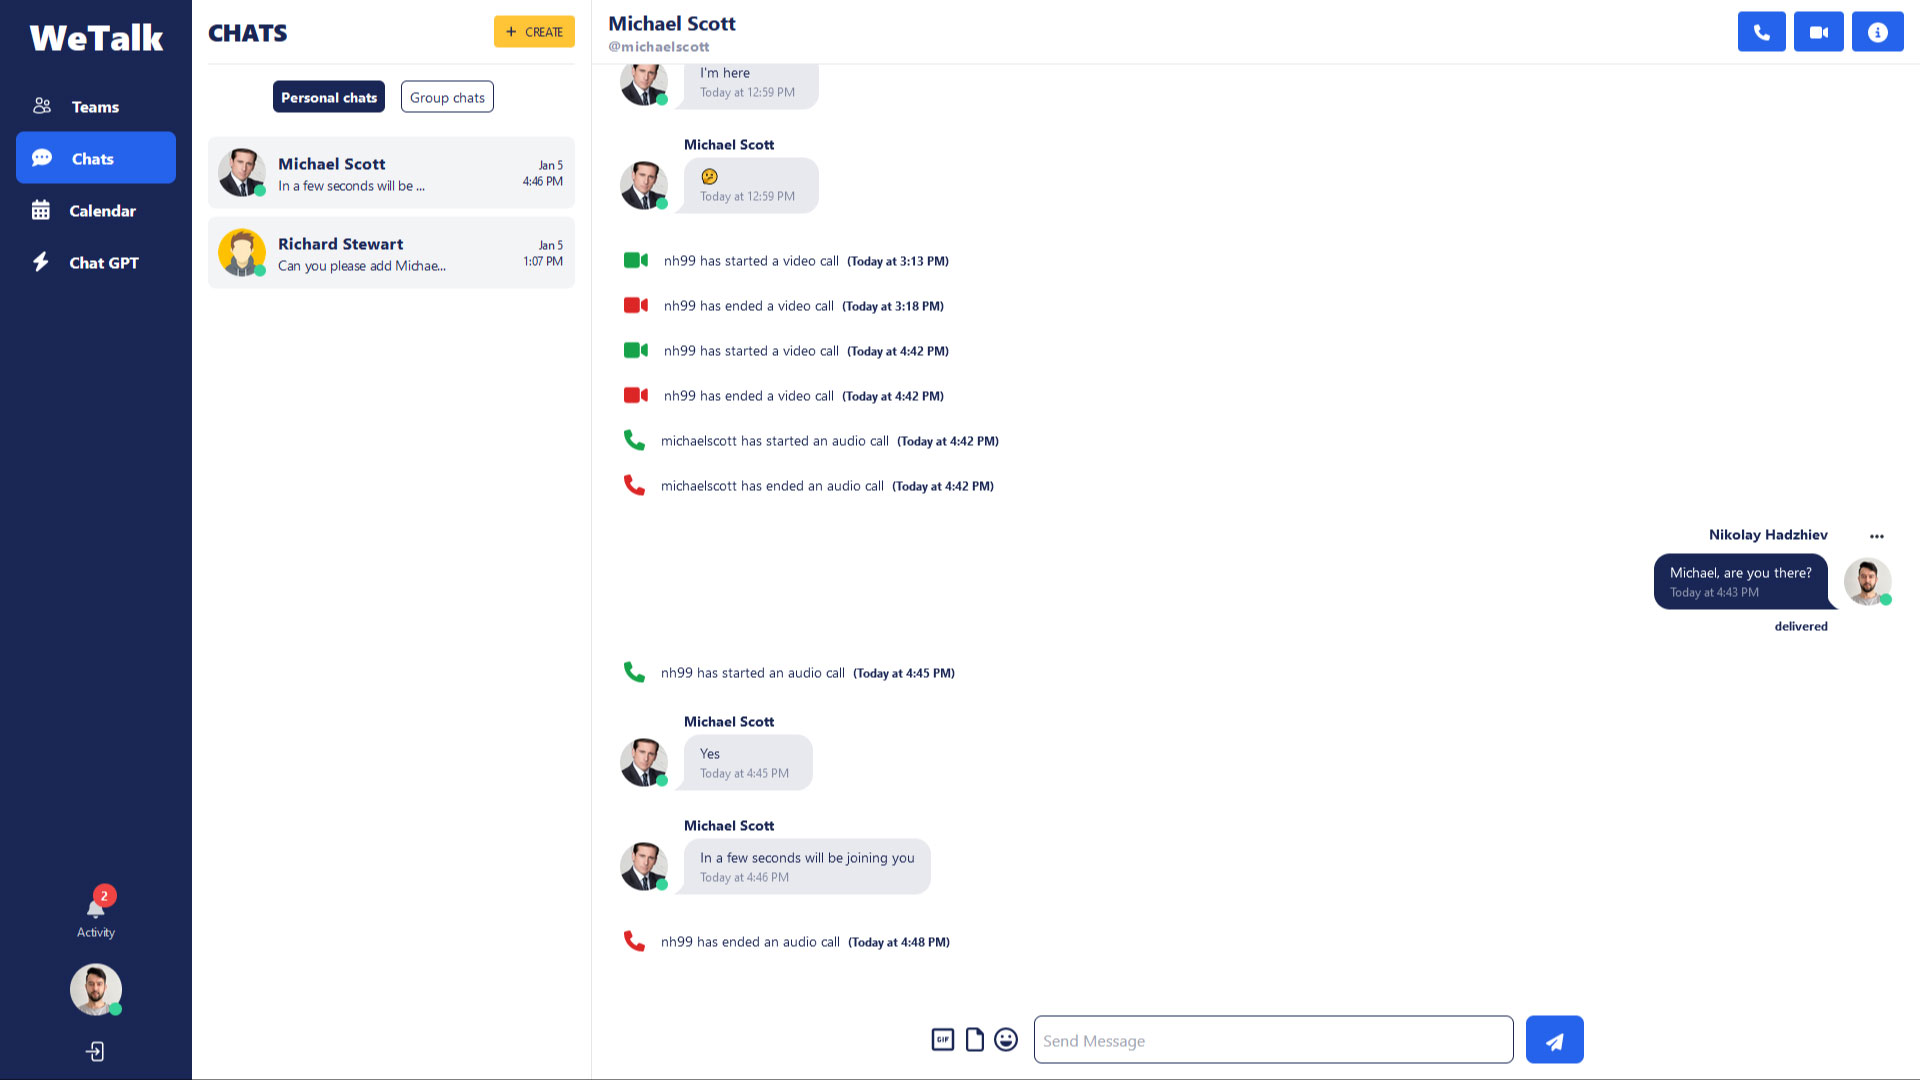 WeTalk
Teams
Chats
Calendar
Chat GPT
2
Activity
CHATS
+ CREATE
Personal chats
Group chats
Michael Scott
Jan 5
In a few seconds will be ...
4:46 PM
Richard Stewart
Jan 5
Can you please add Michae...
1:07 PM
Michael Scott
@michaelscott
I'm here
Today at 12:59 PM
Michael Scott
🫤
Today at 12:59 PM
nh99 has started a video call (Today at 3:13 PM)
nh99 has ended a video call (Today at 3:18 PM)
nh99 has started a video call (Today at 4:42 PM)
nh99 has ended a video call (Today at 4:42 PM)
michaelscott has started an audio call (Today at 4:42 PM)
michaelscott has ended an audio call (Today at 4:42 PM)
Nikolay Hadzhiev
Michael, are you there?
Today at 4:43 PM
delivered
nh99 has started an audio call (Today at 4:45 PM)
Michael Scott
Yes
Today at 4:45 PM
Michael Scott
In a few seconds will be joining you
Today at 4:46 PM
nh99 has ended an audio call (Today at 4:48 PM)
GIF
Send Message